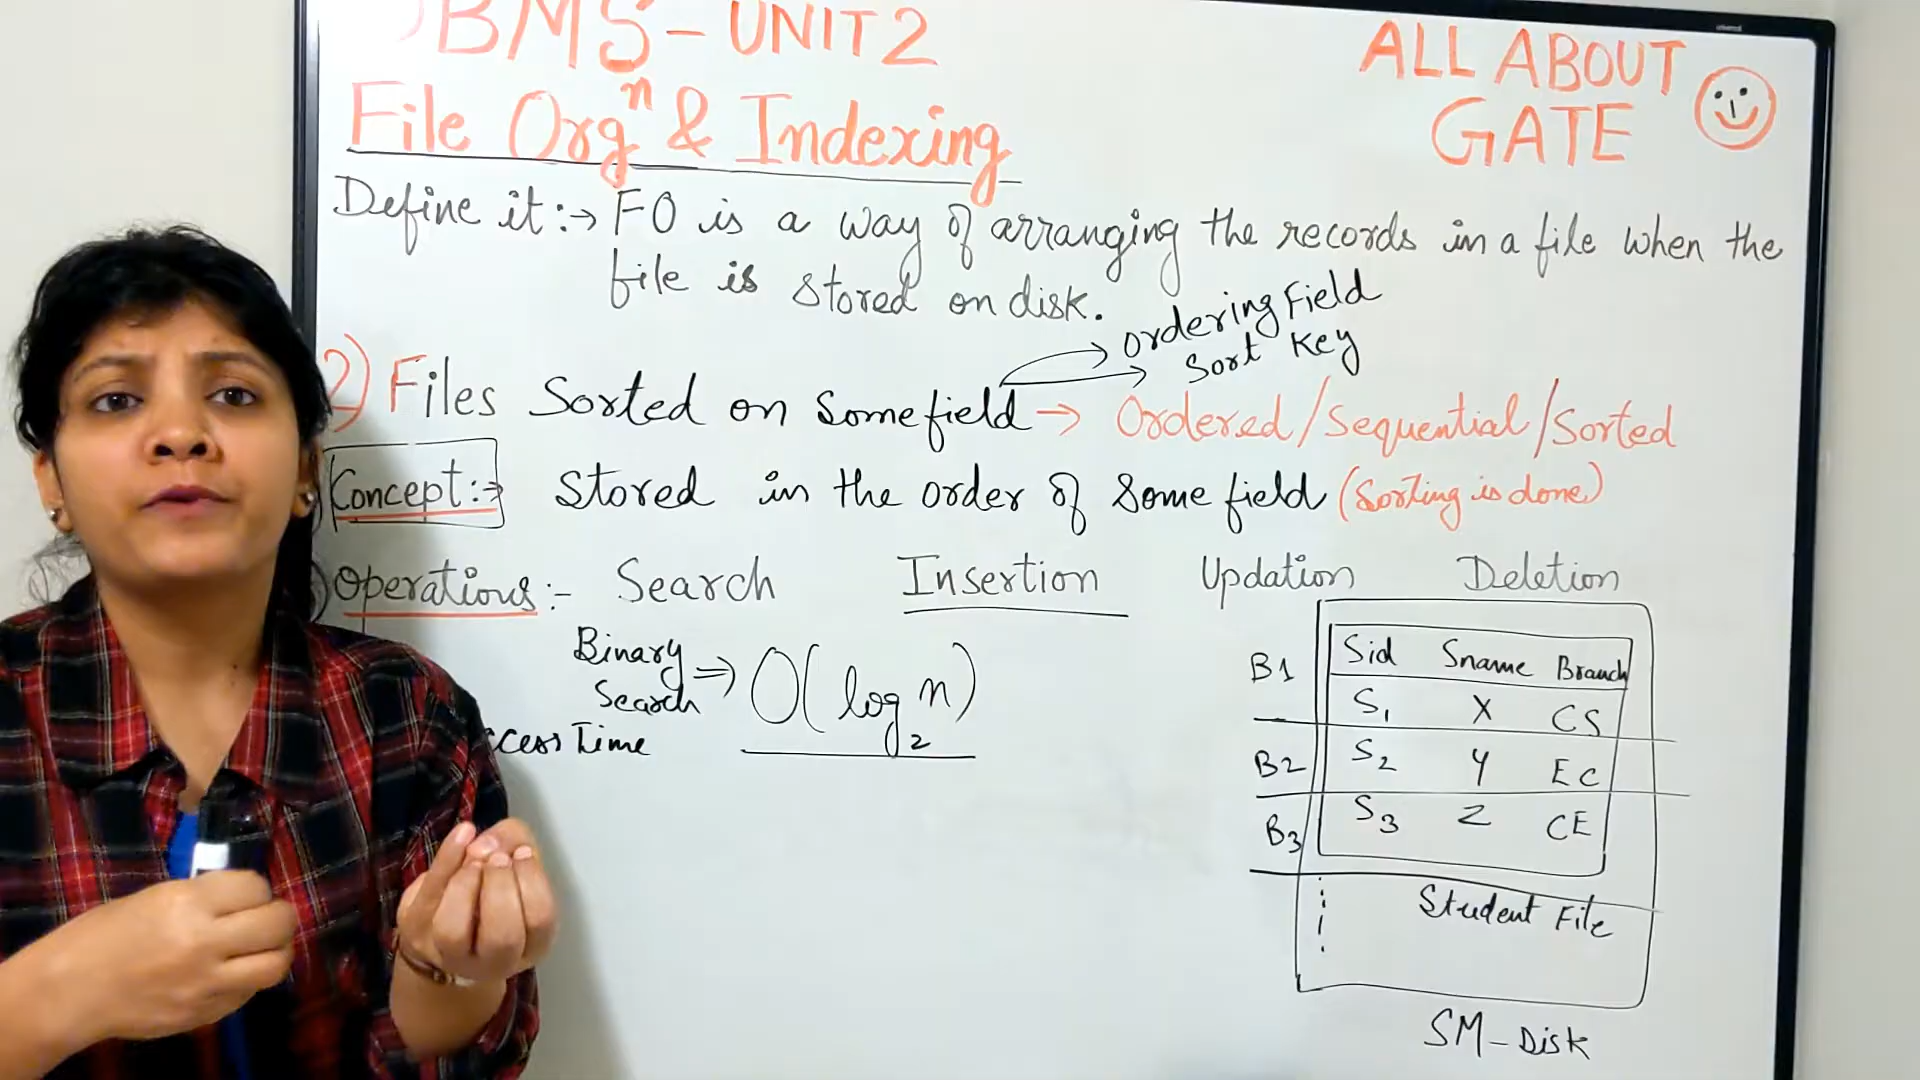 DBMS - UNIT 2
ALL ABOUT
GATE
File Orgⁿ & Indexing
Define it:→ FO is a way of arranging the records in a file when the
file is stored on disk.
Ordering Field
Sort Key
2) Files Sorted on Some field → Ordered/Sequential/Sorted
Concept:→ Stored in the order of Some field (Sorting is done)
Operations:- Search Insertion Updation Deletion
Binary
Search ⇒ O(log₂ n)
ccess Time
Sid Sname Branch
B1 S1 X CS
B2 S2 Y EC
B3 S3 Z CE
Student File
SM - Disk